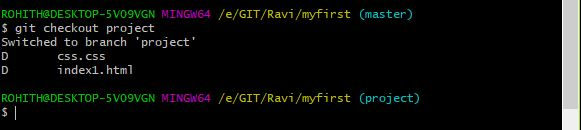 ROHITH@DESKTOP-5VO9VGN MINGW64 /e/GIT/Ravi/myfirst (master)
$ git checkout project
Switched to branch 'project'
D       css.css
D       index1.html
ROHITH@DESKTOP-5VO9VGN MINGW64 /e/GIT/Ravi/myfirst (project)
$